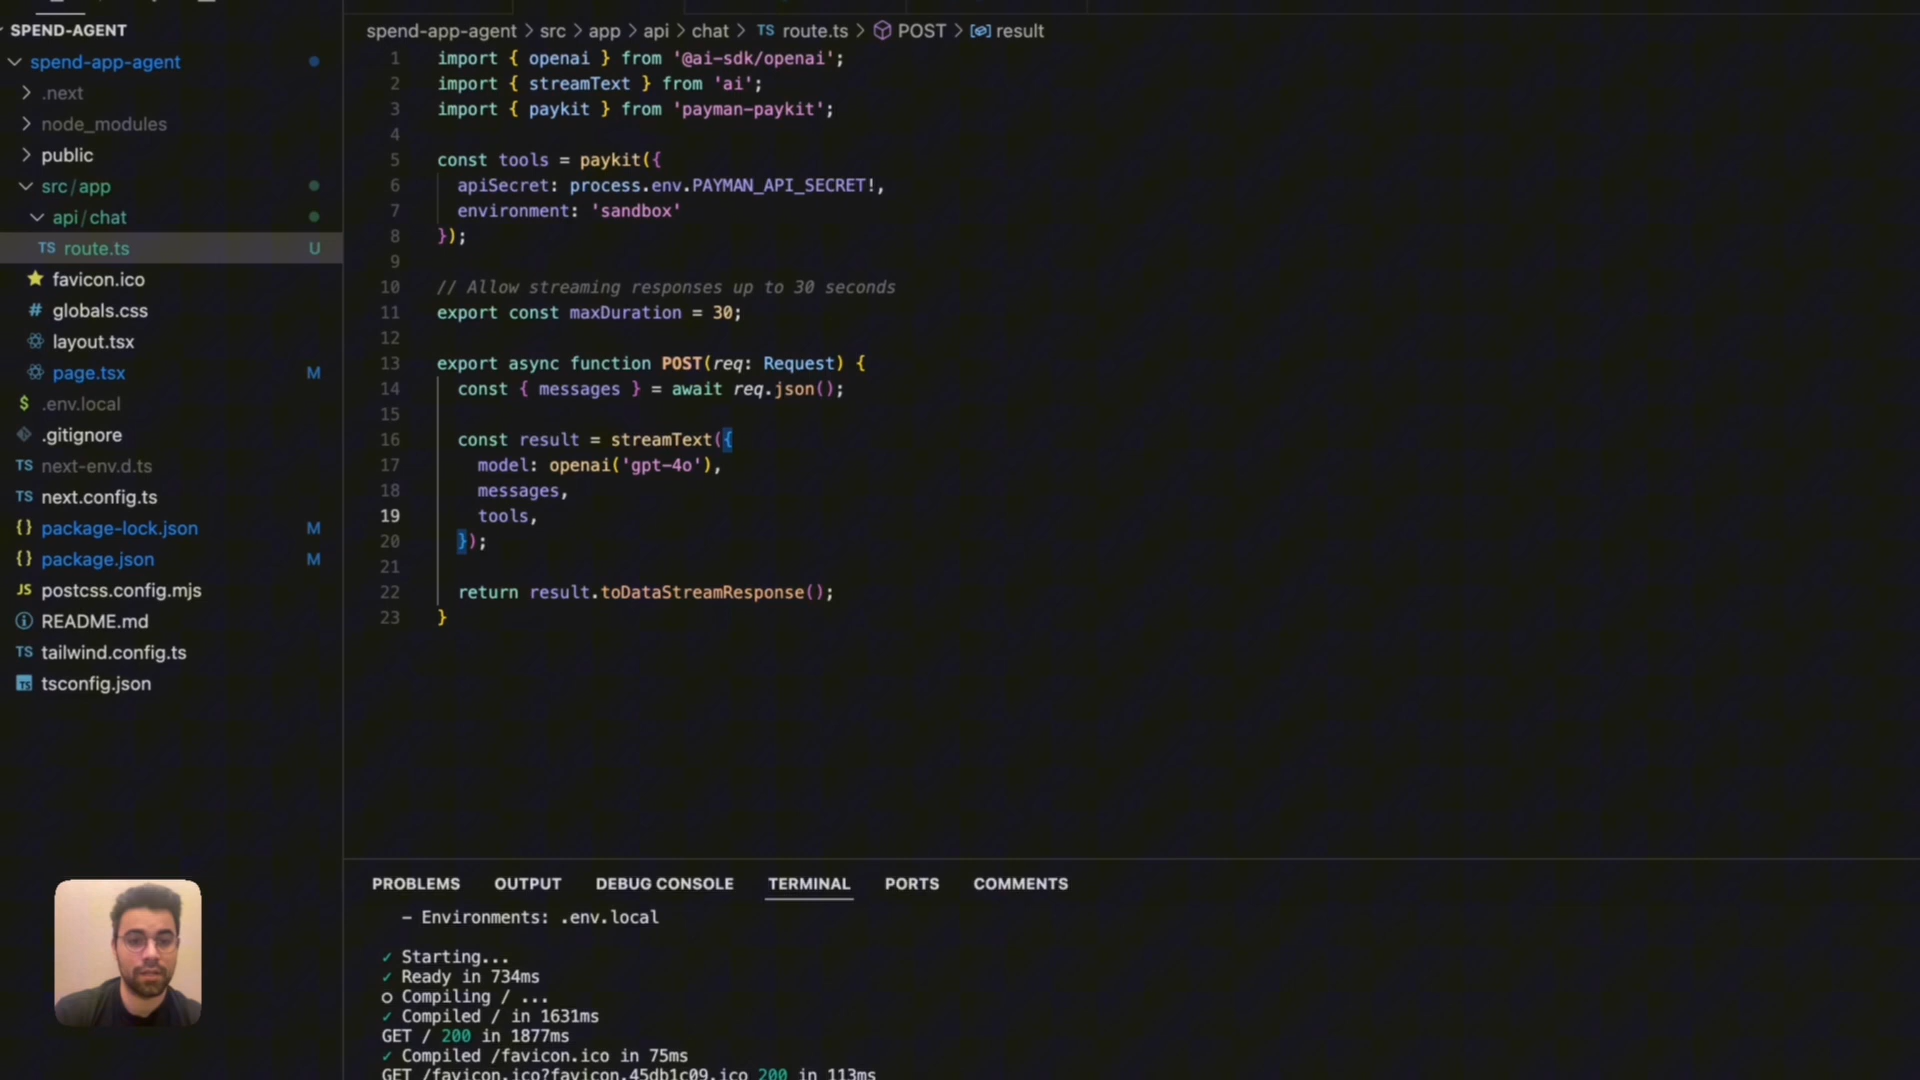 SPEND-AGENT
spend-app-agent
.next
node_modules
public
src/app
api/chat
TS route.ts U
favicon.ico
# globals.css
layout.tsx
page.tsx M
$ .env.local
.gitignore
TS next-env.d.ts
TS next.config.ts
{} package-lock.json M
{} package.json M
JS postcss.config.mjs
README.md
TS tailwind.config.ts
TS tsconfig.json
spend-app-agent > src > app > api > chat > TS route.ts > POST > result
1 import { openai } from '@ai-sdk/openai';
2 import { streamText } from 'ai';
3 import { paykit } from 'payman-paykit';
4
5 const tools = paykit({
6 apiSecret: process.env.PAYMAN_API_SECRET!,
7 environment: 'sandbox'
8 });
9
10 // Allow streaming responses up to 30 seconds
11 export const maxDuration = 30;
12
13 export async function POST(req: Request) {
14 const { messages } = await req.json();
15
16 const result = streamText({
17 model: openai('gpt-4o'),
18 messages,
19 tools,
20 });
21
22 return result.toDataStreamResponse();
23 }
PROBLEMS OUTPUT DEBUG CONSOLE TERMINAL PORTS COMMENTS
- Environments: .env.local
✓ Starting...
✓ Ready in 734ms
○ Compiling / ...
✓ Compiled / in 1631ms
GET / 200 in 1877ms
✓ Compiled /favicon.ico in 75ms
GET /favicon.ico?favicon.45db1c09.ico 200 in 113ms